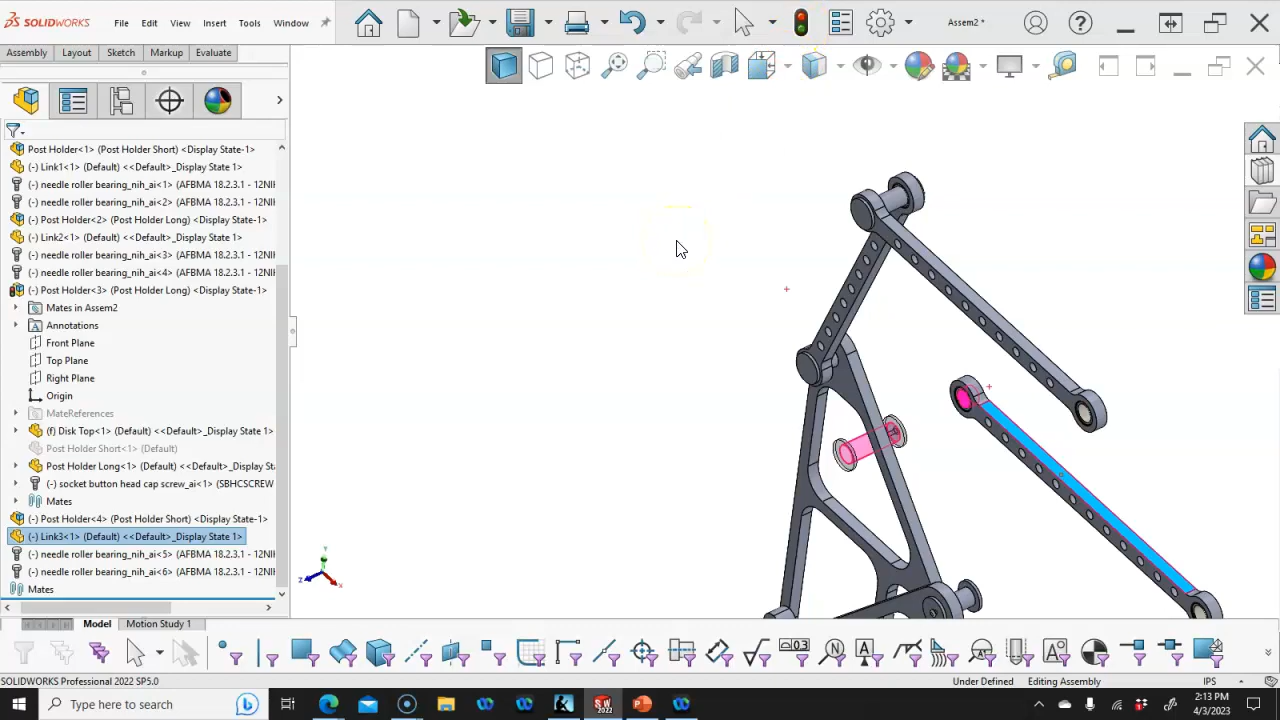 SOLIDWORKS File Edit View Insert Tools Window Assem2 *
Assembly Layout Sketch Markup Evaluate
Post Holder<1> (Post Holder Short) <Display State-1>
(-) Link1<1> (Default) <<Default>_Display State 1>
(-) needle roller bearing_nih_ai<1> (AFBMA 18.2.3.1 - 12NIH
(-) needle roller bearing_nih_ai<2> (AFBMA 18.2.3.1 - 12NIH
(-) Post Holder<2> (Post Holder Long) <Display State-1>
(-) Link2<1> (Default) <<Default>_Display State 1>
(-) needle roller bearing_nih_ai<3> (AFBMA 18.2.3.1 - 12NIH
(-) needle roller bearing_nih_ai<4> (AFBMA 18.2.3.1 - 12NIH
(-) Post Holder<3> (Post Holder Long) <Display State-1>
Mates in Assem2
Annotations
Front Plane
Top Plane
Right Plane
Origin
MateReferences
(f) Disk Top<1> (Default) <<Default>_Display State 1>
Post Holder Short<1> (Default)
Post Holder Long<1> (Default) <<Default>_Display Sta
(-) socket button head cap screw_ai<1> (SBHCSCREW
Mates
(-) Post Holder<4> (Post Holder Short) <Display State-1>
(-) Link3<1> (Default) <<Default>_Display State 1>
(-) needle roller bearing_nih_ai<5> (AFBMA 18.2.3.1 - 12NIH
(-) needle roller bearing_nih_ai<6> (AFBMA 18.2.3.1 - 12NIH
Mates
Model Motion Study 1
SOLIDWORKS Professional 2022 SP5.0 Under Defined Editing Assembly IPS
Type here to search
2:13 PM
4/3/2023